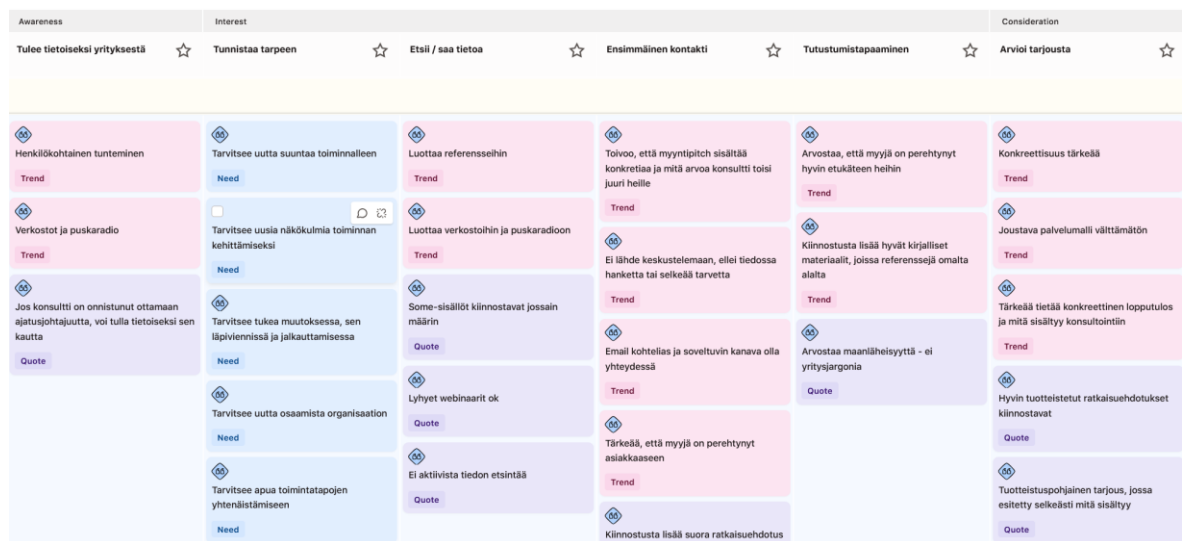 Awareness
Interest
Consideration
Tulee tietoiseksi yrityksestä
Tunnistaa tarpeen
Etsii / saa tietoa
Ensimmäinen kontakti
Tutustumistapaaminen
Arvioi tarjousta
Henkilökohtainen tunteminen
Trend
Verkostot ja puskaradio
Trend
Jos konsultti on onnistunut ottamaan
ajatusjohtajuutta, voi tulla tietoiseksi sen
kautta
Quote
Tarvitsee uutta suuntaa toiminnalleen
Need
Tarvitsee uusia näkökulmia toiminnan
kehittämiseksi
Need
Tarvitsee tukea muutoksessa, sen
läpiviennissä ja jalkauttamisessa
Need
Tarvitsee uutta osaamista organisaation
Need
Tarvitsee apua toimintatapojen
yhtenäistämiseen
Need
Luottaa referensseihin
Trend
Luottaa verkostoihin ja puskaradioon
Trend
Some-sisällöt kiinnostavat jossain
määrin
Quote
Lyhyet webinaarit ok
Quote
Ei aktiivista tiedon etsintää
Quote
Toivoo, että myyntipitch sisältää
konkretiaa ja mitä arvoa konsultti toisi
juuri heille
Trend
Ei lähde keskustelemaan, ellei tiedossa
hanketta tai selkeää tarvetta
Trend
Email kohtelias ja soveltuvin kanava olla
yhteydessä
Trend
Tärkeää, että myyjä on perehtynyt
asiakkaaseen
Trend
Kiinnostusta lisää suora ratkaisuehdotus
Arvostaa, että myyjä on perehtynyt
hyvin etukäteen heihin
Trend
Kiinnostusta lisää hyvät kirjalliset
materiaalit, joissa referenssejä omalta
alalta
Trend
Arvostaa maanläheisyyttä - ei
yritysjargonia
Quote
Konkreettisuus tärkeää
Trend
Joustava palvelumalli välttämätön
Trend
Tärkeää tietää konkreettinen lopputulos
ja mitä sisältyy konsultointiin
Trend
Hyvin tuotteistetut ratkaisuehdotukset
kiinnostavat
Quote
Tuotteistuspohjainen tarjous, jossa
esitetty selkeästi mitä sisältyy
Quote